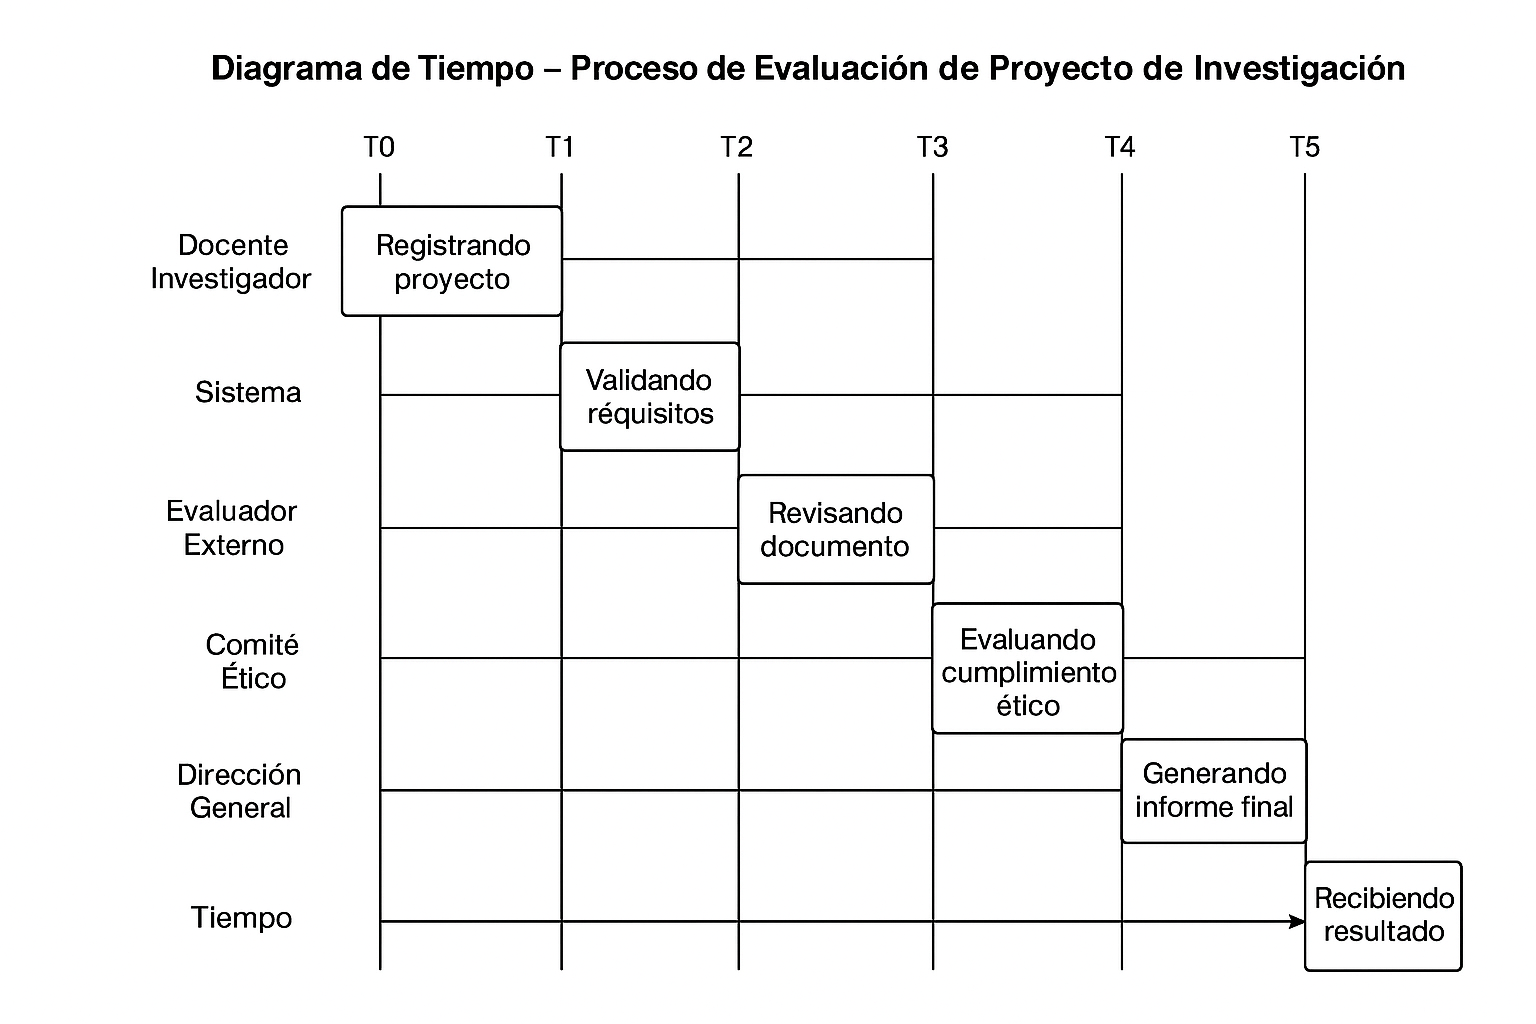 Diagrama de Tiempo – Proceso de Evaluación de Proyecto de Investigación
T0 T1 T2 T3 T4 T5
Docente
Investigador
Registrando
proyecto
Sistema
Validando
réquisitos
Evaluador
Externo
Revisando
documento
Comité
Ético
Evaluando
cumplimiento
ético
Dirección
General
Generando
informe final
Tiempo
Recibiendo
resultado